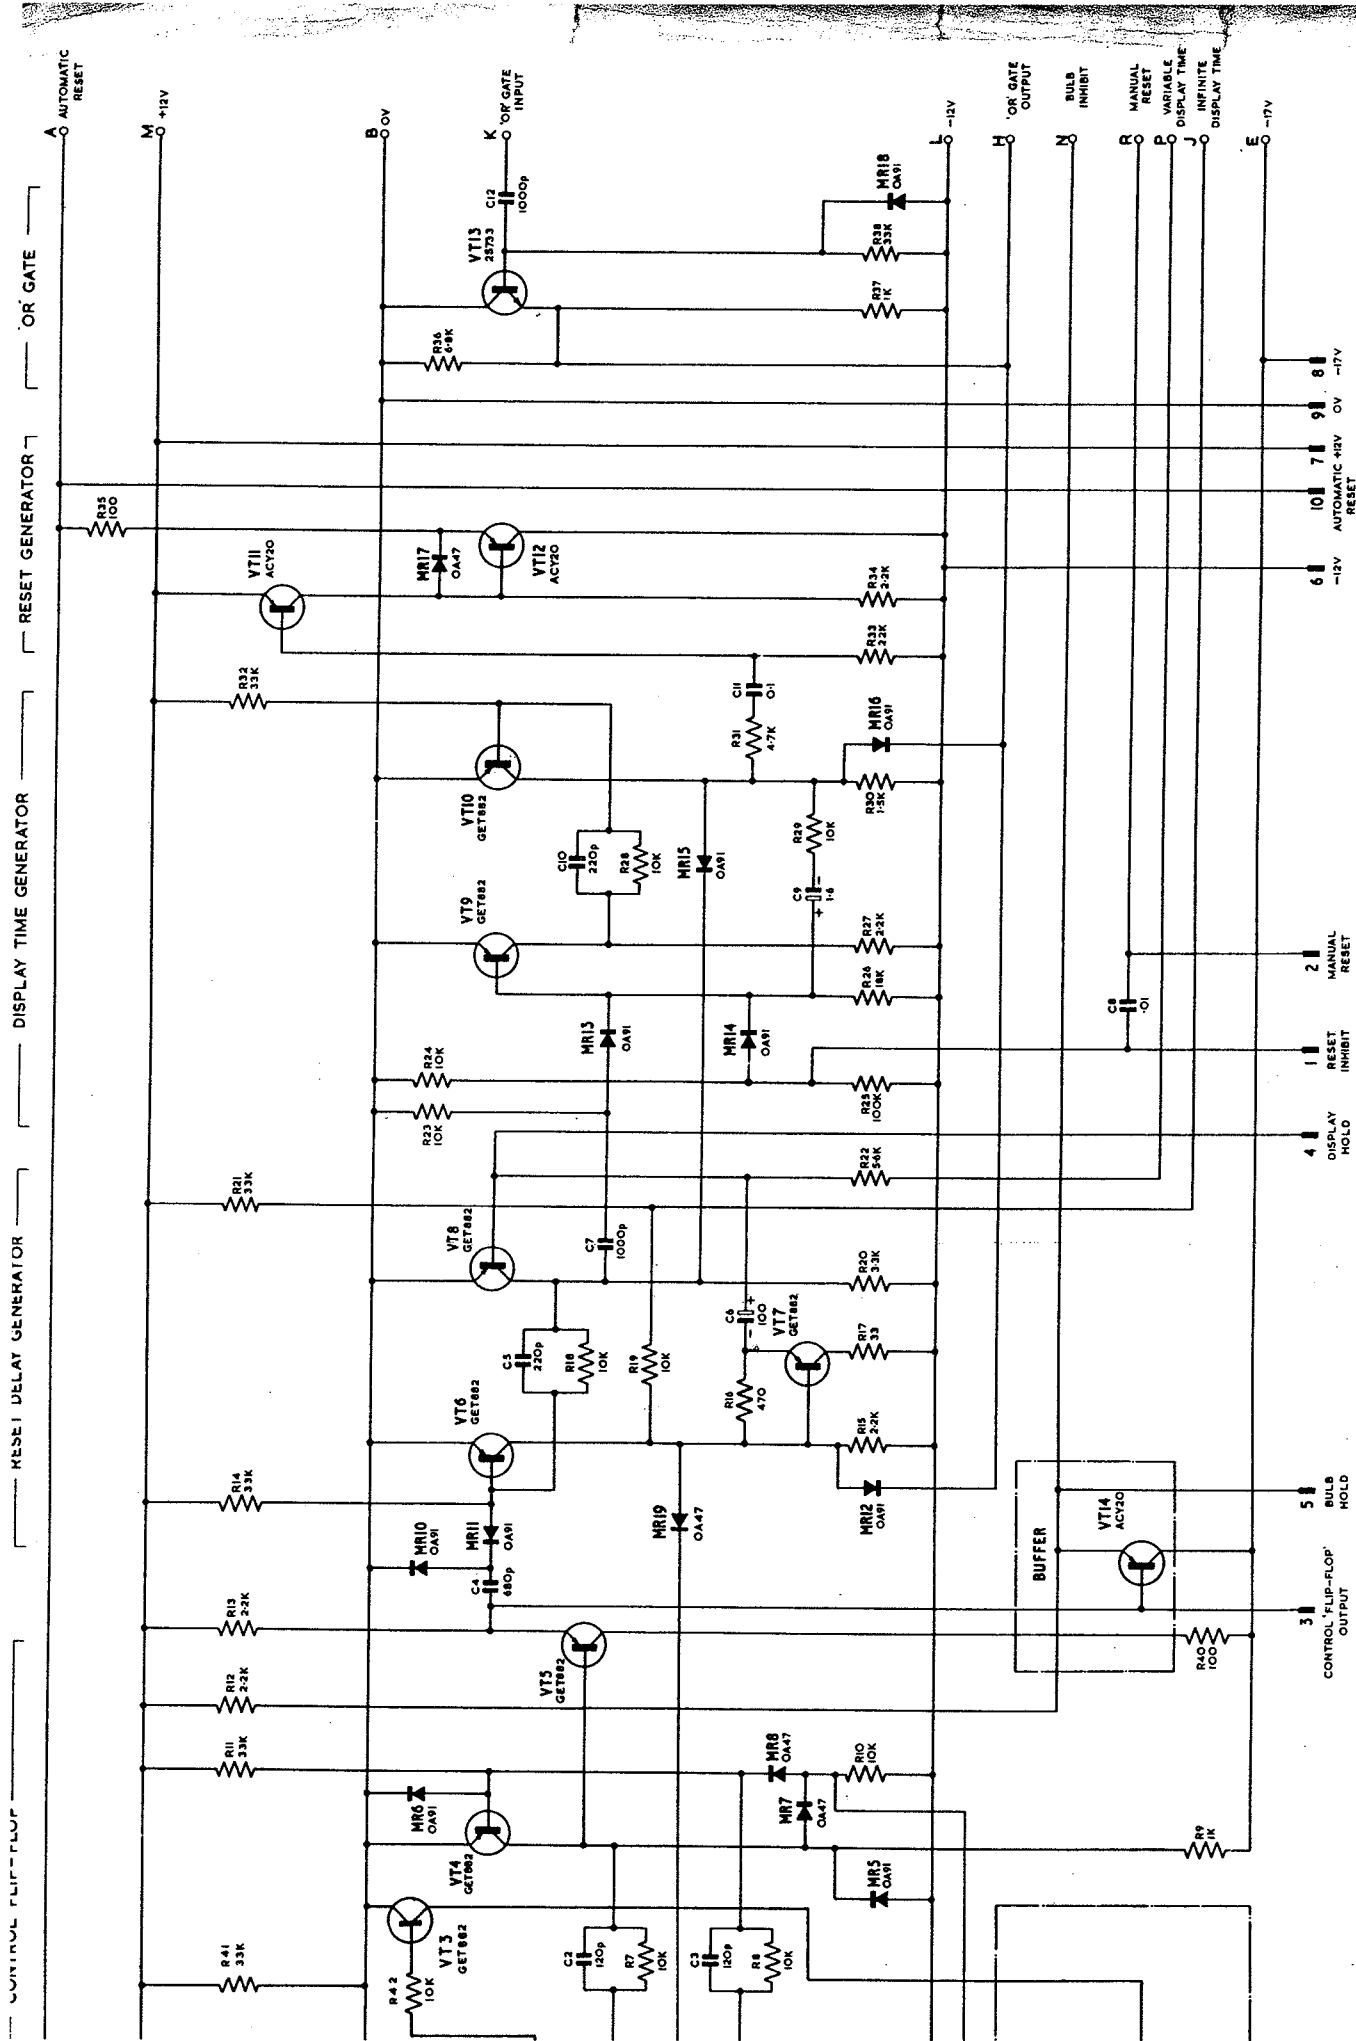 A
AUTOMATIC
RESET
M
+12V
B
0V
K
'OR' GATE
INPUT
L
-12V
H
'OR' GATE
OUTPUT
N
BULB
INHIBIT
R
MANUAL
RESET
P
VARIABLE
DISPLAY TIME
J
INFINITE
DISPLAY TIME
E
-17V
'OR' GATE
RESET GENERATOR
DISPLAY TIME GENERATOR
RESET DELAY GENERATOR
CONTROL FLIP-FLOP
C12
1000p
VT13
2S733
MR18
OA91
R38
33K
R37
1K
R36
6·8K
8
-17V
9
0V
7
+12V
10
AUTOMATIC
RESET
6
-12V
R35
100
VT11
ACY20
MR17
OA47
VT12
ACY20
R34
2·2K
R33
22K
R32
33K
C11
0·1
R31
4·7K
MR16
OA91
VT10
GET882
R30
1·5K
C10
220p
R28
10K
MR15
OA91
R29
10K
C9
1·6
+
-
VT9
GET882
R27
2·2K
R26
18K
2
MANUAL
RESET
C8
·01
MR13
OA91
MR14
OA91
R24
10K
R23
10K
R25
100K
1
RESET
INHIBIT
4
DISPLAY
HOLD
R22
5·6K
R21
33K
VT8
GET882
C7
1000p
R20
3·3K
C6
100
+
-
VT7
GET882
R17
33
C5
220p
R18
10K
R19
10K
R16
470
VT6
GET882
R15
2·2K
R14
33K
MR10
OA91
MR11
OA91
MR19
OA47
MR12
OA91
C4
680p
BUFFER
VT14
ACY20
5
BULB
HOLD
3
CONTROL 'FLIP-FLOP'
OUTPUT
R13
2·2K
VT5
GET882
R40
100
R12
2·2K
R11
33K
MR8
OA47
R10
10K
MR6
OA91
MR7
OA47
VT4
GET882
R9
1K
MR5
OA91
VT3
GET882
C2
120p
R7
10K
C3
120p
R8
10K
R41
33K
R42
10K